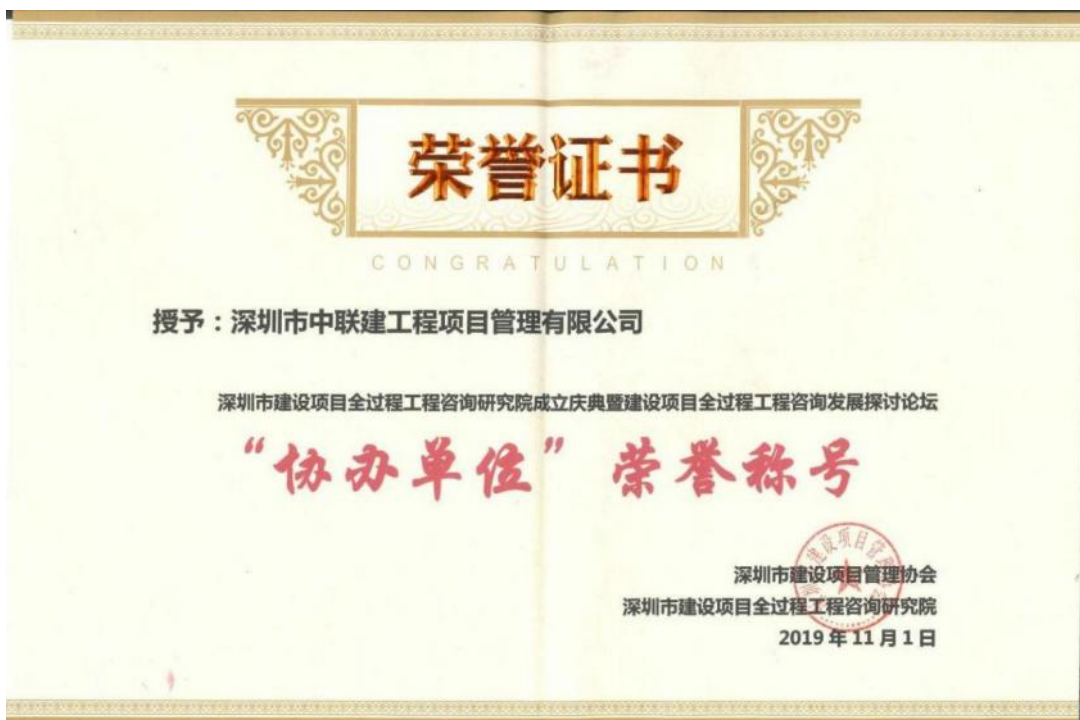 荣誉证书
CONGRATULATION
授予：深圳市中联建工程项目管理有限公司
深圳市建设项目全过程工程咨询研究院成立庆典暨建设项目全过程工程咨询发展探讨论坛
“协办单位”荣誉称号
深圳市建设项目管理协会
深圳市建设项目全过程工程咨询研究院
2019年11月1日